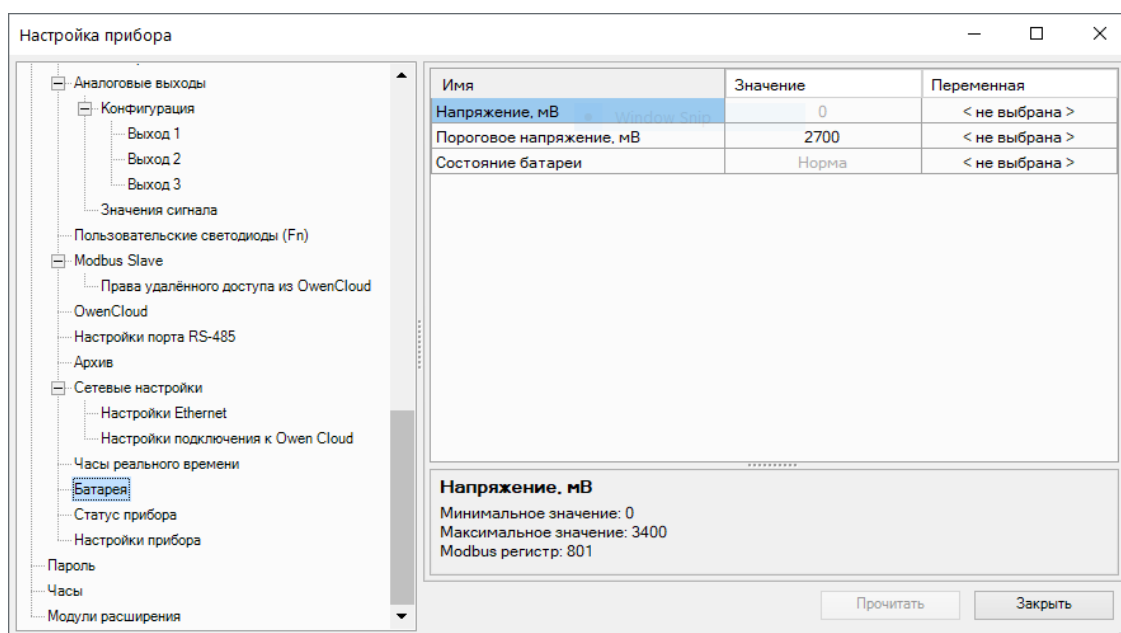 Настройка прибора
Аналоговые выходы
Конфигурация
Выход 1
Выход 2
Выход 3
Значения сигнала
Пользовательские светодиоды (Fn)
Modbus Slave
Права удалённого доступа из OwenCloud
OwenCloud
Настройки порта RS-485
Архив
Сетевые настройки
Настройки Ethernet
Настройки подключения к Owen Cloud
Часы реального времени
Батарея
Статус прибора
Настройки прибора
Пароль
Часы
Модули расширения
Имя Значение Переменная
Напряжение, мВ 0 < не выбрана >
Window Snip
Пороговое напряжение, мВ 2700
Состояние батареи Норма < не выбрана >
Напряжение, мВ
Минимальное значение: 0
Максимальное значение: 3400
Modbus регистр: 801
Прочитать Закрыть